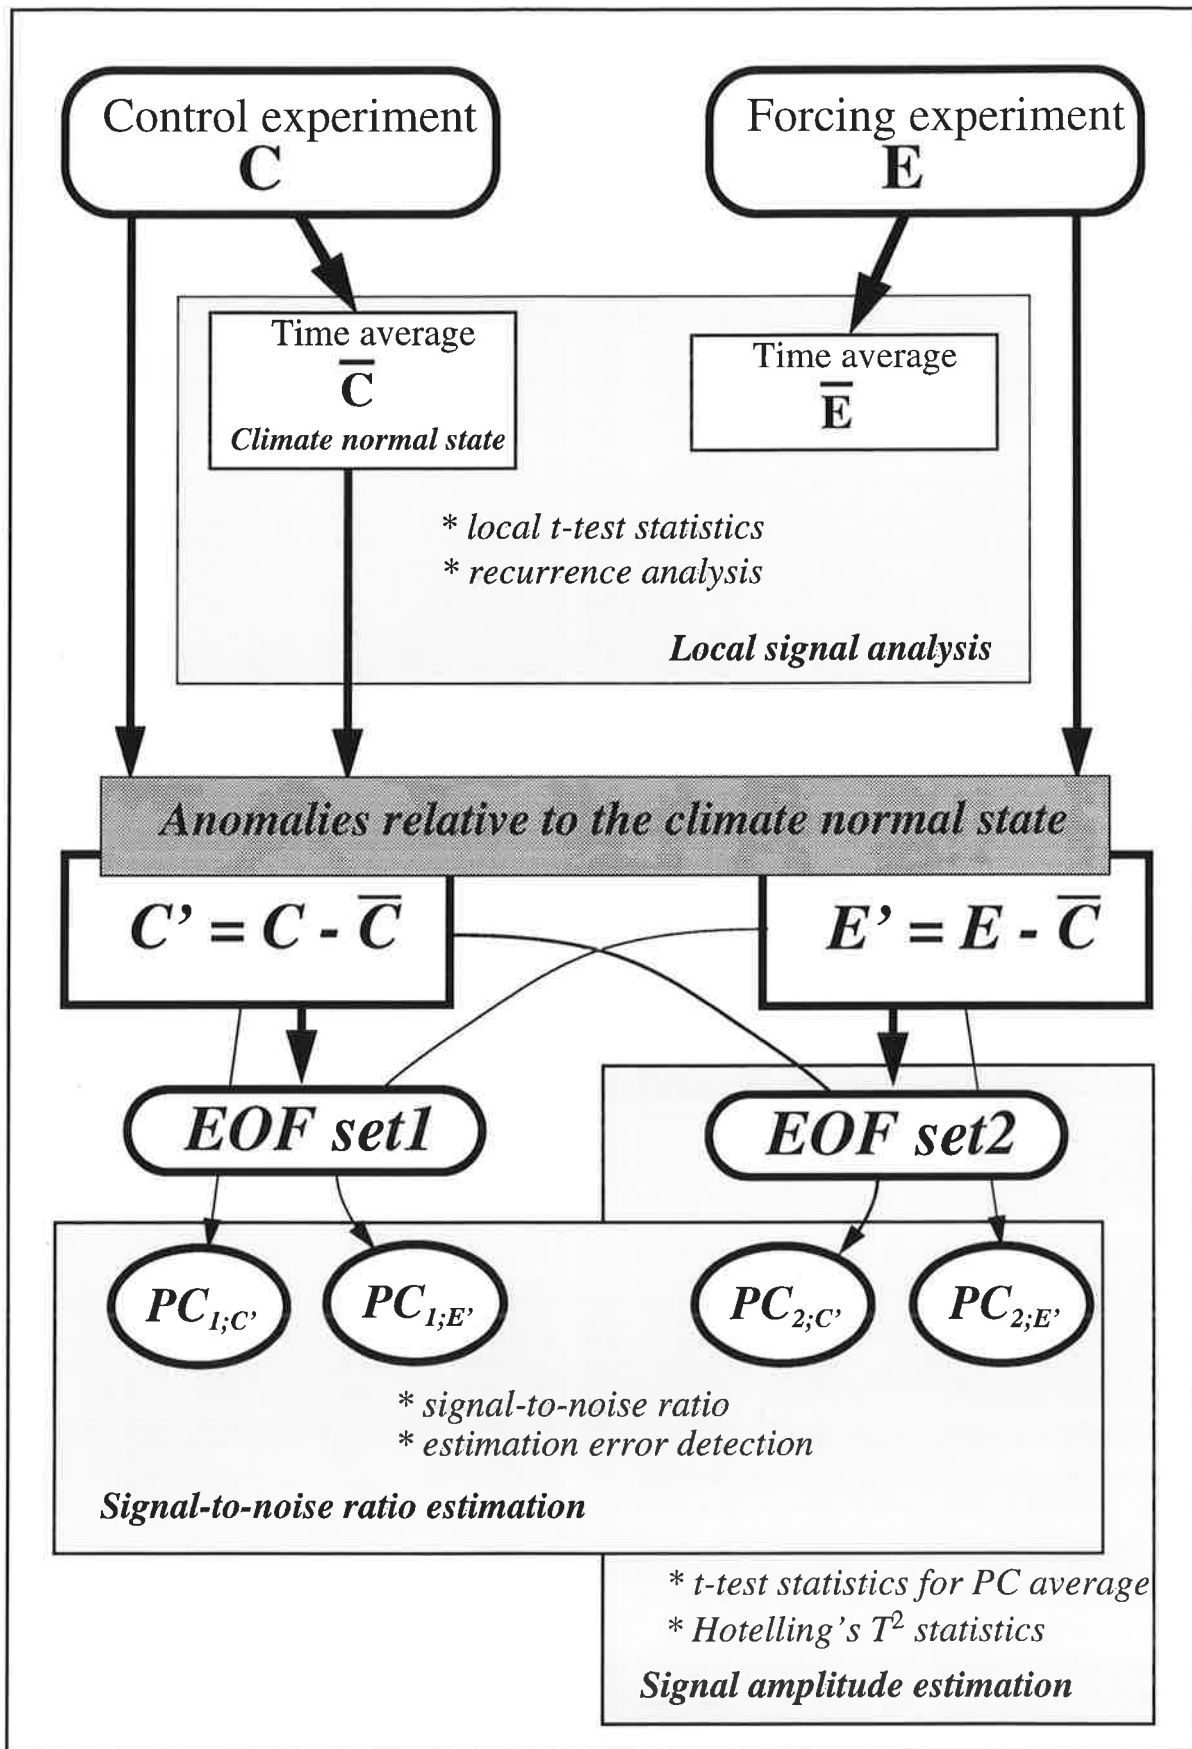 Control experiment
C
Forcing experiment
E
Time average
C̅
Climate normal state
Time average
E̅
* local t-test statistics
* recurrence analysis
Local signal analysis
Anomalies relative to the climate normal state
C’ = C - C̅
E’ = E - C̅
EOF set1
EOF set2
PC1;C’
PC1;E’
PC2;C’
PC2;E’
* signal-to-noise ratio
* estimation error detection
Signal-to-noise ratio estimation
* t-test statistics for PC average
* Hotelling’s T² statistics
Signal amplitude estimation